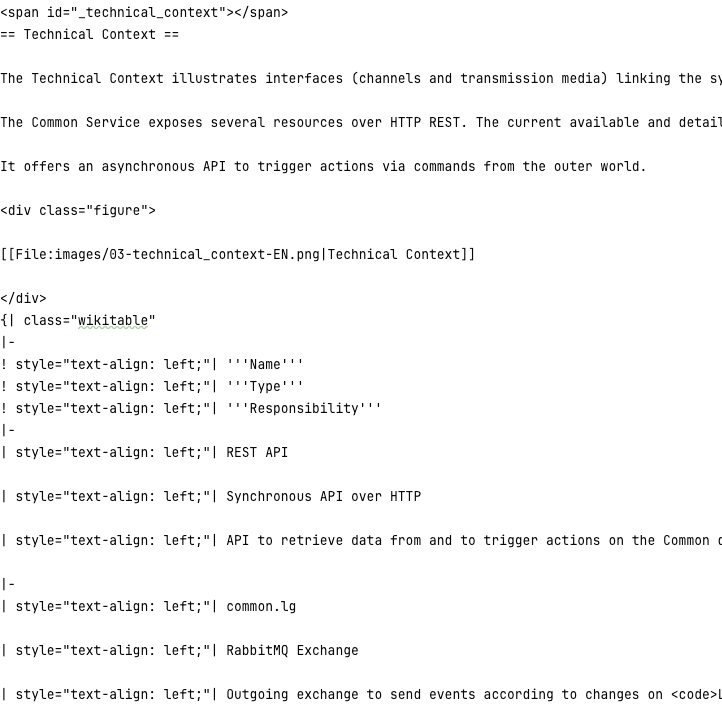 <span id="_technical_context"></span>
== Technical Context ==
The Technical Context illustrates interfaces (channels and transmission media) linking the
The Common Service exposes several resources over HTTP REST. The current available and
It offers an asynchronous API to trigger actions via commands from the outer world.
<div class="figure">
[[File:images/03-technical_context-EN.png|Technical Context]]
</div>
{| class="wikitable"
|-
! style="text-align: left;"| '''Name'''
! style="text-align: left;"| '''Type'''
! style="text-align: left;"| '''Responsibility'''
|-
| style="text-align: left;"| REST API
| style="text-align: left;"| Synchronous API over HTTP
| style="text-align: left;"| API to retrieve data from and to trigger actions on the Common
|-
| style="text-align: left;"| common.lg
| style="text-align: left;"| RabbitMQ Exchange
| style="text-align: left;"| Outgoing exchange to send events according to changes on <code>